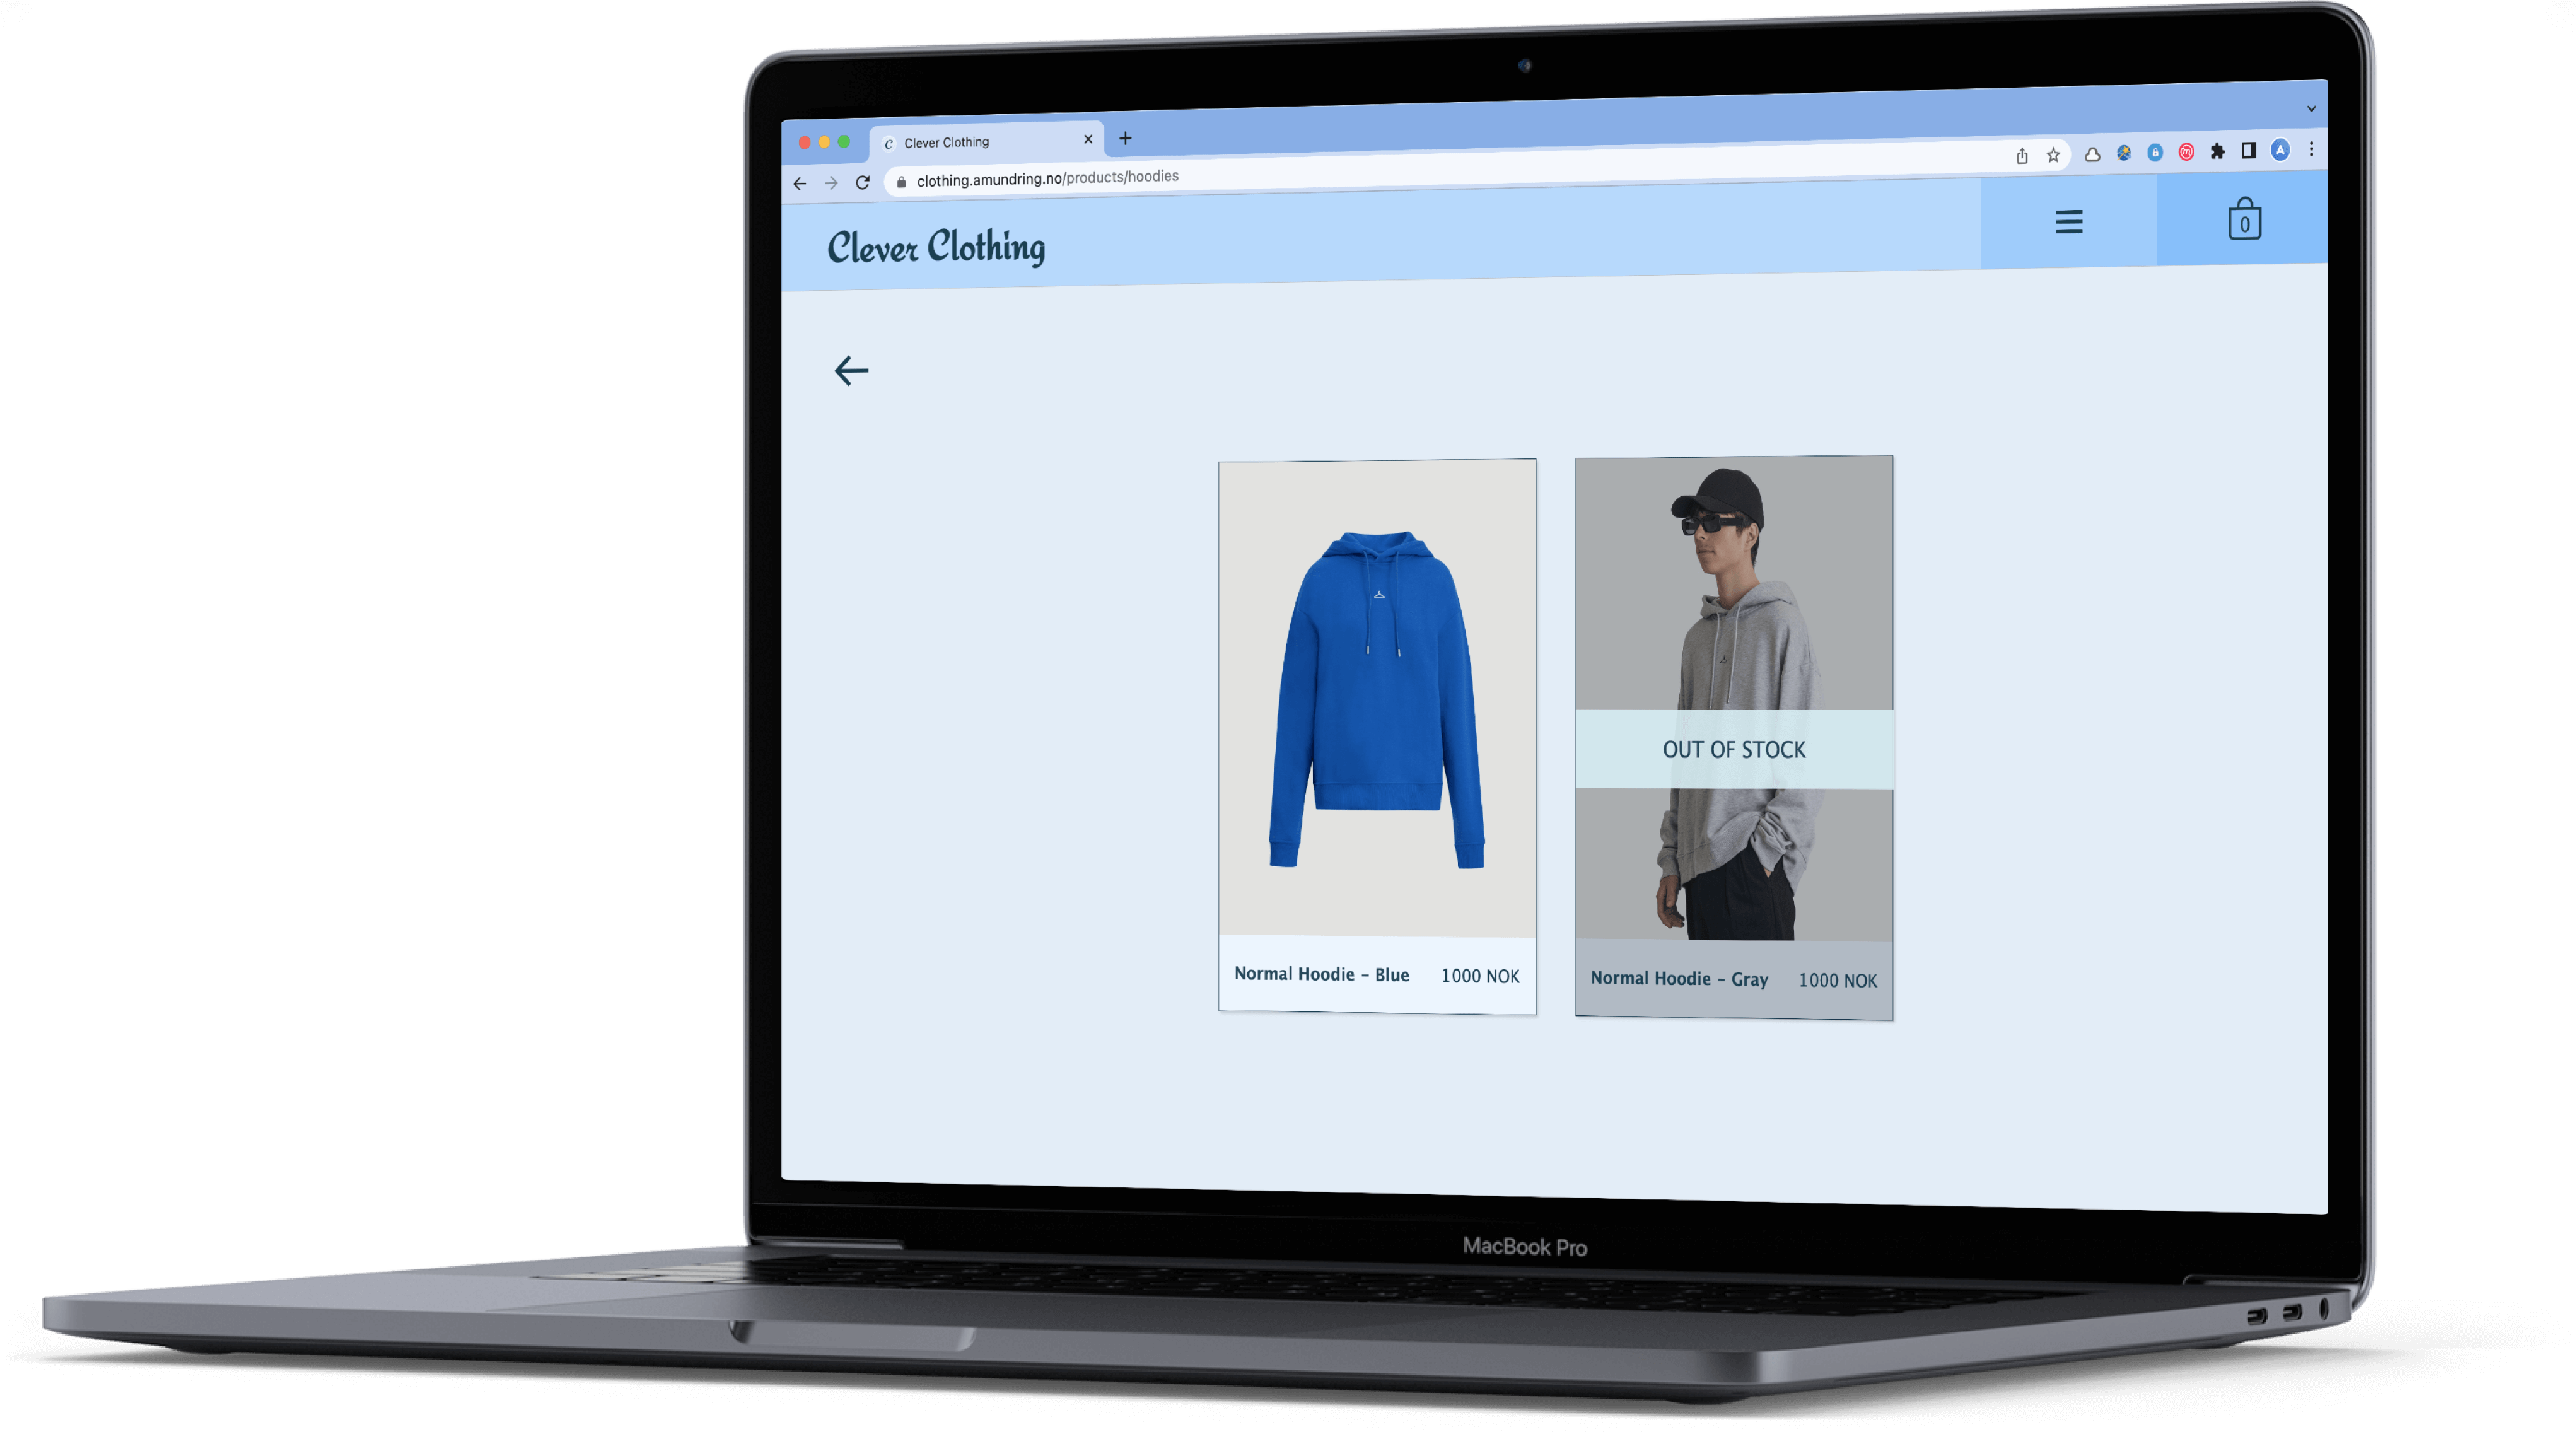 Clever Clothing
clothing.amundring.no/products/hoodies
A
Clever Clothing
0
OUT OF STOCK
Normal Hoodie – Blue 1000 NOK
Normal Hoodie – Gray 1000 NOK
MacBook Pro